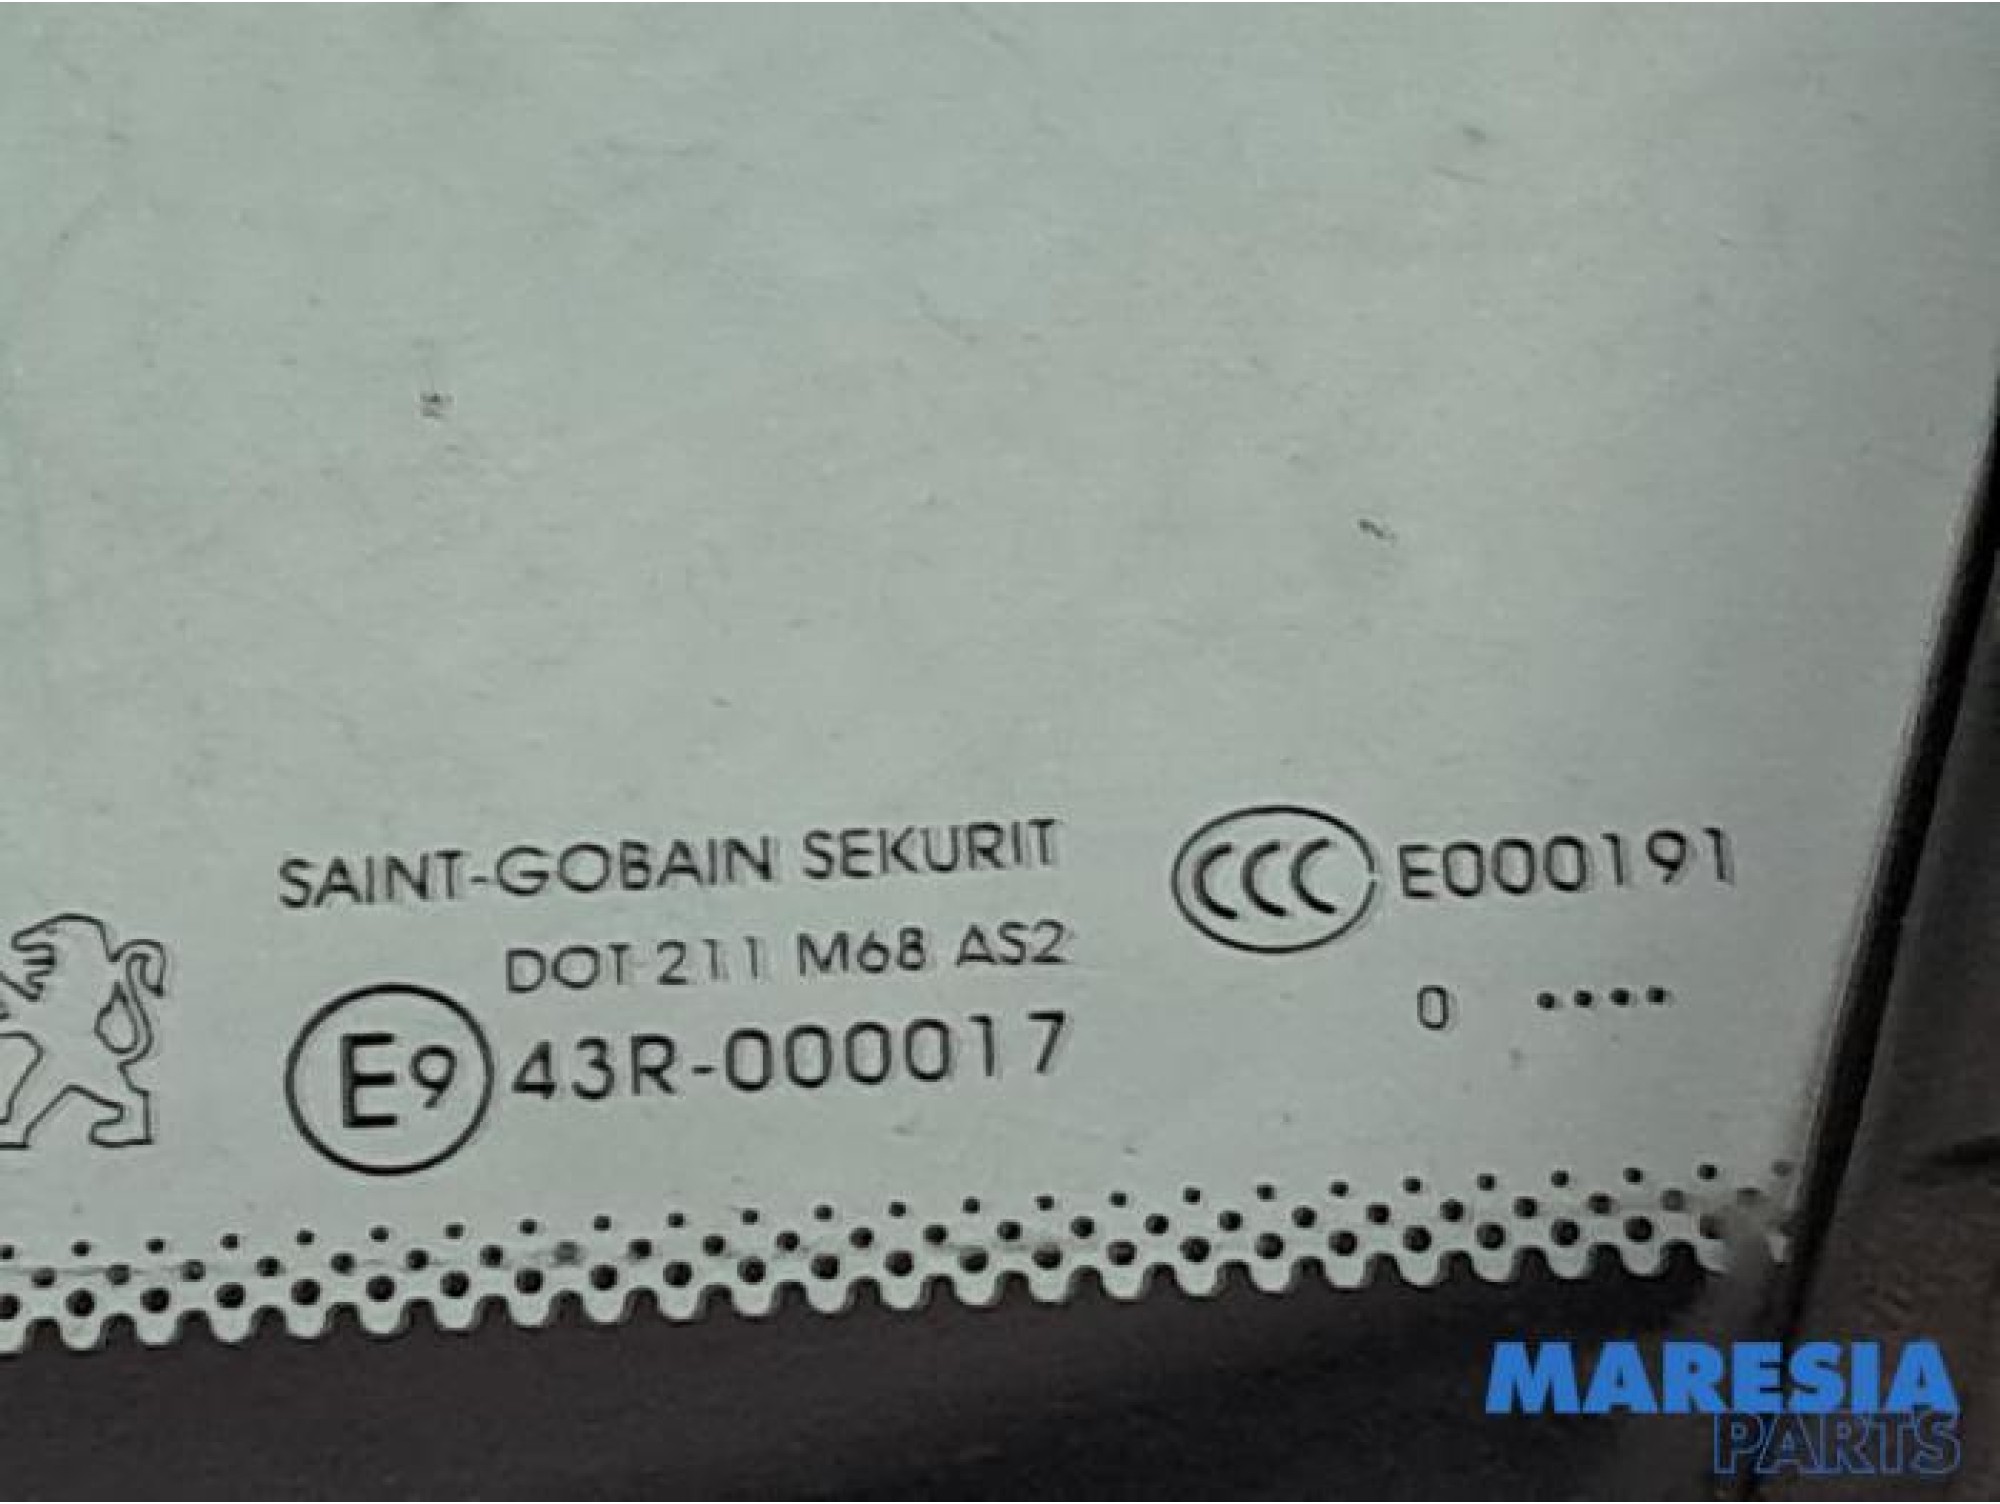 SAINT-GOBAIN SEKURIT
DOT 211 M68 AS2
E9 43R-000017
CCC E000191
0 ....
MARESIA
PARTS